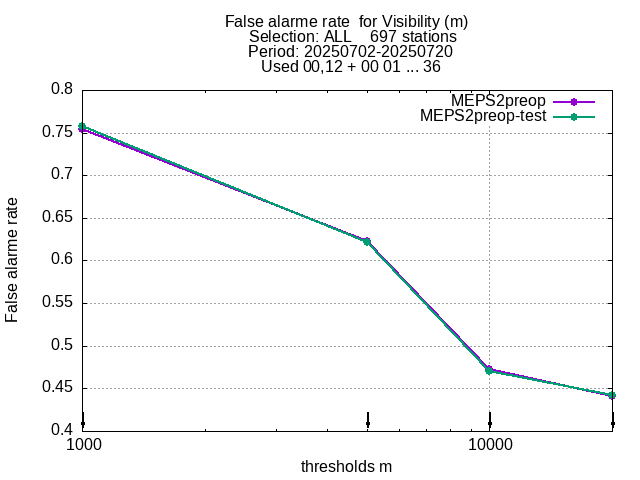 False alarme rate  for Visibility (m)
Selection: ALL    697 stations
Period: 20250702-20250720
Used 00,12 + 00 01 ... 36
MEPS2preop
MEPS2preop-test
0.8
0.75
0.7
0.65
0.6
0.55
0.5
0.45
0.4
False alarme rate
1000
10000
thresholds m